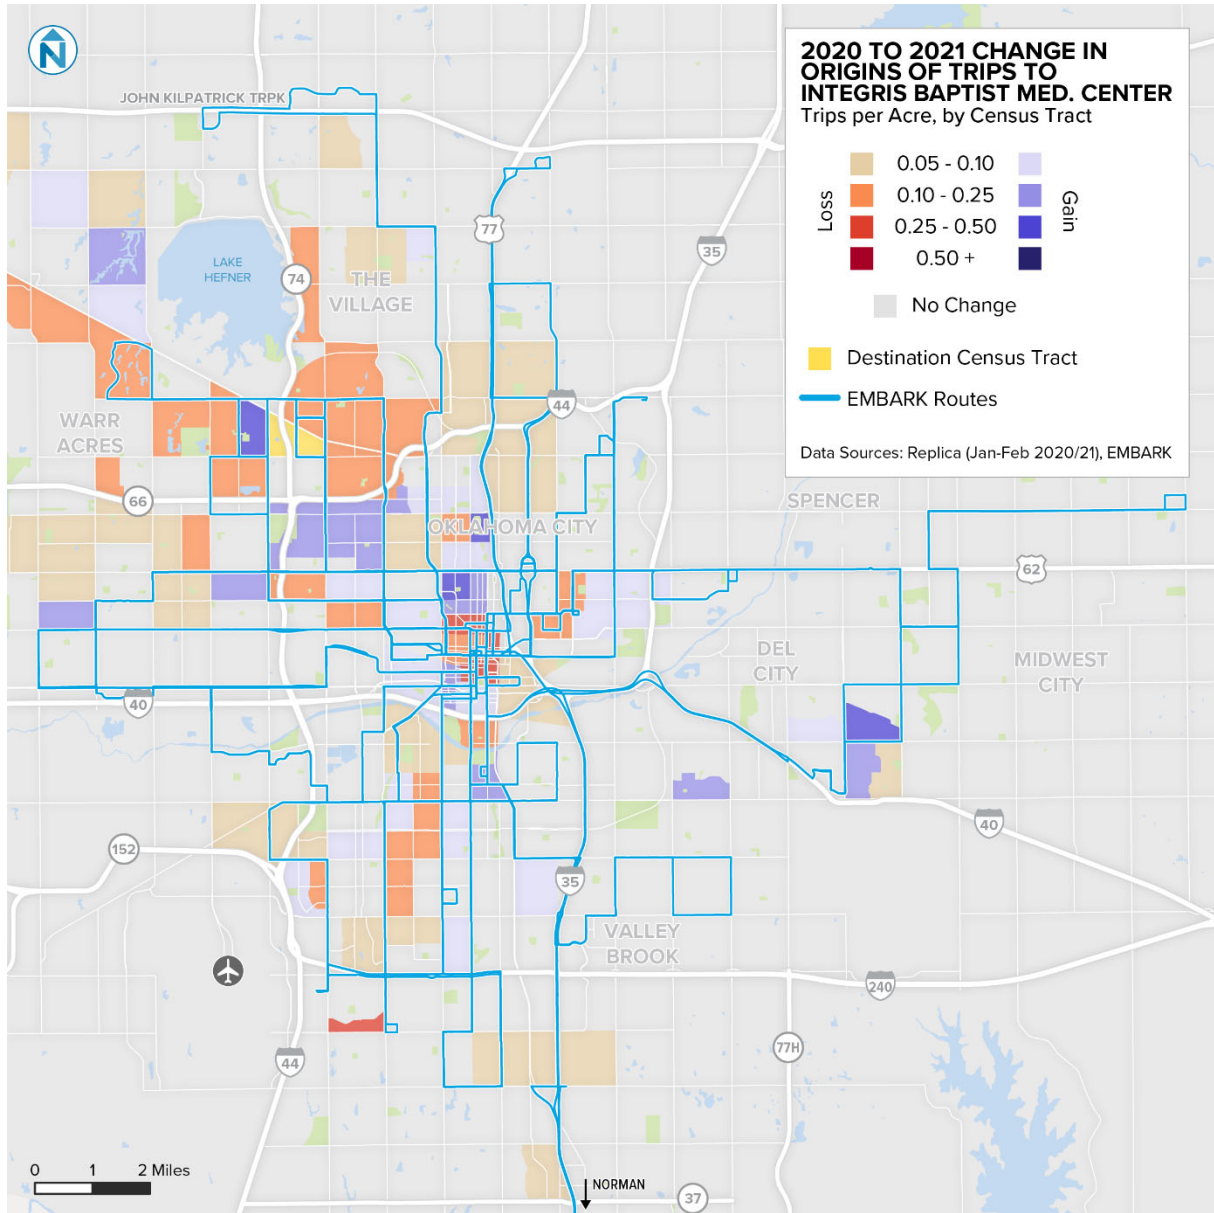 N
JOHN KILPATRICK TRPK
2020 TO 2021 CHANGE IN
ORIGINS OF TRIPS TO
INTEGRIS BAPTIST MED. CENTER
Trips per Acre, by Census Tract
Loss
0.05 - 0.10
0.10 - 0.25
0.25 - 0.50
0.50 +
Gain
No Change
Destination Census Tract
EMBARK Routes
Data Sources: Replica (Jan-Feb 2020/21), EMBARK
77
35
LAKE
HEFNER
74
THE
VILLAGE
44
WARR
ACRES
66
OKLAHOMA CITY
SPENCER
62
DEL
CITY
MIDWEST
CITY
40
40
152
35
VALLEY
BROOK
240
44
77H
0 1 2 Miles
NORMAN
37